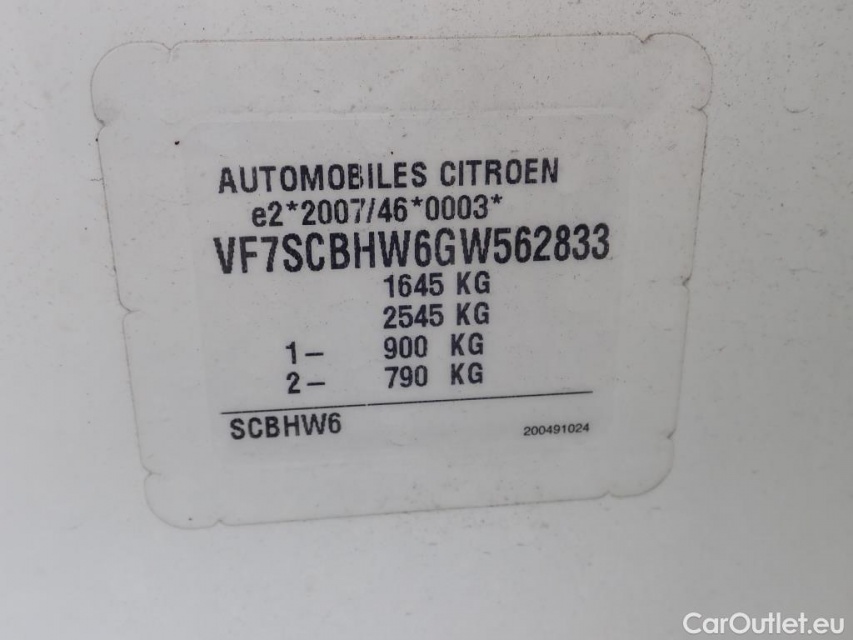 AUTOMOBILES CITROEN
e2*2007/46*0003*
VF7SCBHW6GW562833
1645 KG
2545 KG
1– 900 KG
2– 790 KG
SCBHW6 200491024
CarOutlet.eu